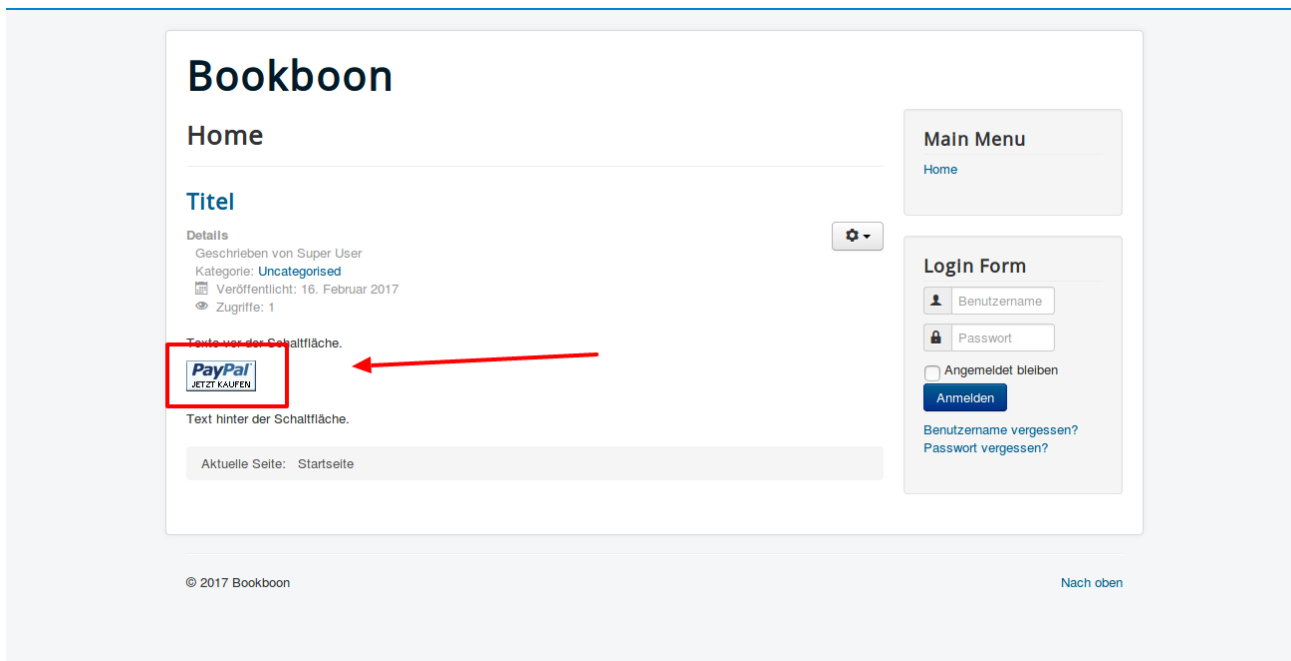 Bookboon
Home
Titel
Details
Geschrieben von Super User
Kategorie: Uncategorised
Veröffentlicht: 16. Februar 2017
Zugriffe: 1
Texte vor der Schaltfläche.
PayPal
JETZT KAUFEN
Text hinter der Schaltfläche.
Aktuelle Seite: Startseite
Main Menu
Home
Login Form
Benutzername
Passwort
Angemeldet bleiben
Anmelden
Benutzername vergessen?
Passwort vergessen?
© 2017 Bookboon
Nach oben